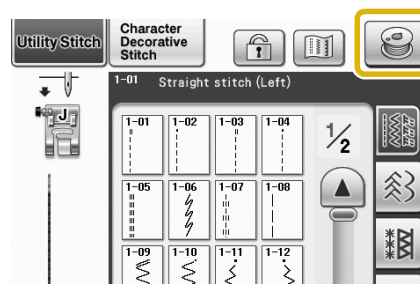 Utility Stitch
Character
Decorative
Stitch
1-01 Straight stitch (Left)
J
1-01 1-02 1-03 1-04
1/2
1-05 1-06 1-07 1-08
1-09 1-10 1-11 1-12